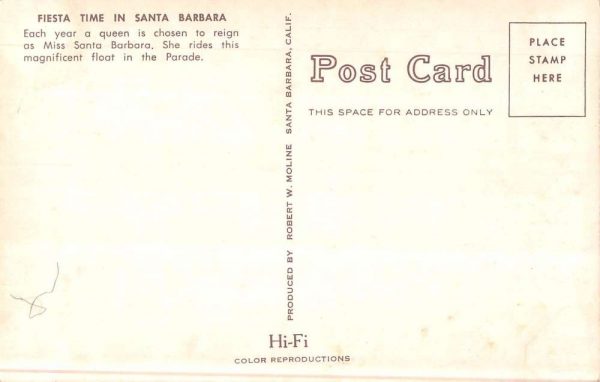 FIESTA TIME IN SANTA BARBARA
Each year a queen is chosen to reign
as Miss Santa Barbara, She rides this
magnificent float in the Parade.
PRODUCED BY ROBERT W. MOLINE SANTA BARBARA, CALIF.
Post Card
THIS SPACE FOR ADDRESS ONLY
PLACE
STAMP
HERE
Hi-Fi
COLOR REPRODUCTIONS